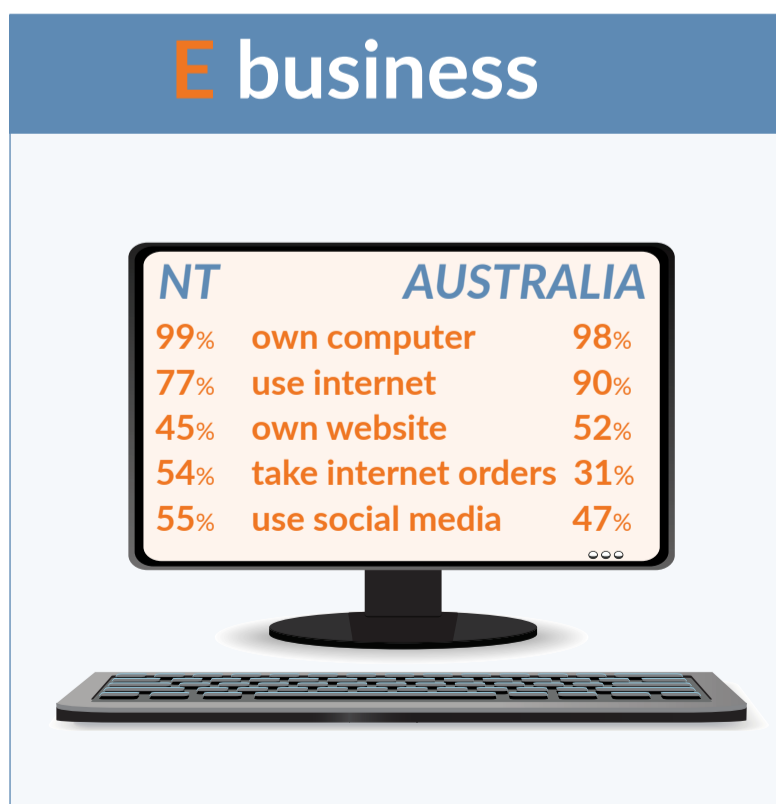 E business
NT AUSTRALIA
99% own computer 98%
77% use internet 90%
45% own website 52%
54% take internet orders 31%
55% use social media 47%